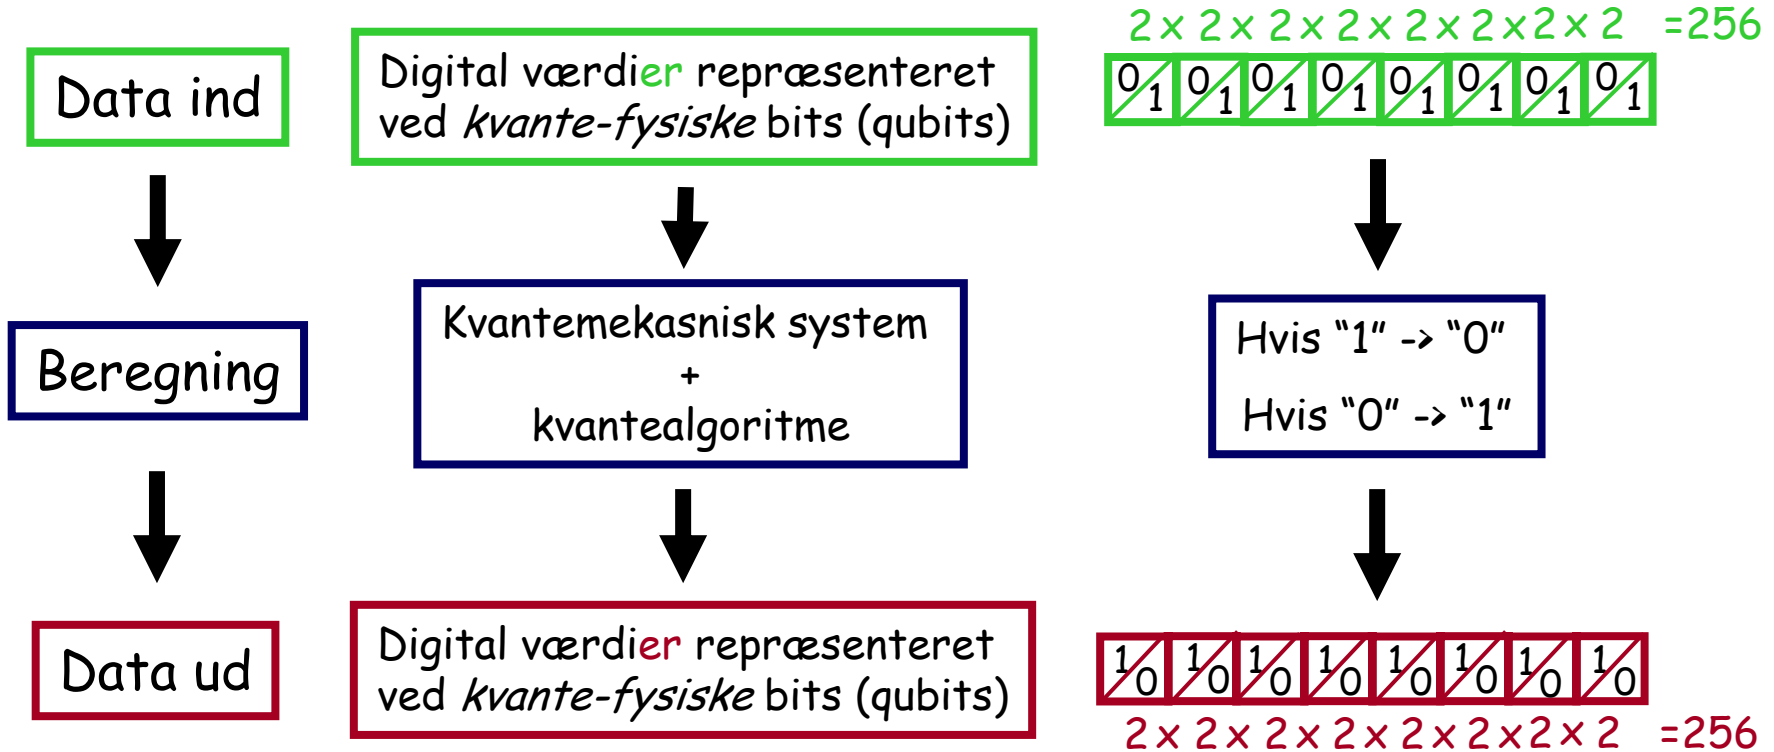 Data ind
Digital værdier repræsenteret
ved kvante-fysiske bits (qubits)
2 x 2 x 2 x 2 x 2 x 2 x 2 x 2 =256
0/1 0/1 0/1 0/1 0/1 0/1 0/1 0/1
Beregning
Kvantemekasnisk system
+
kvantealgoritme
Hvis “1” -> “0”
Hvis “0” -> “1”
Data ud
Digital værdier repræsenteret
ved kvante-fysiske bits (qubits)
1/0 1/0 1/0 1/0 1/0 1/0 1/0 1/0
2 x 2 x 2 x 2 x 2 x 2 x 2 x 2 =256